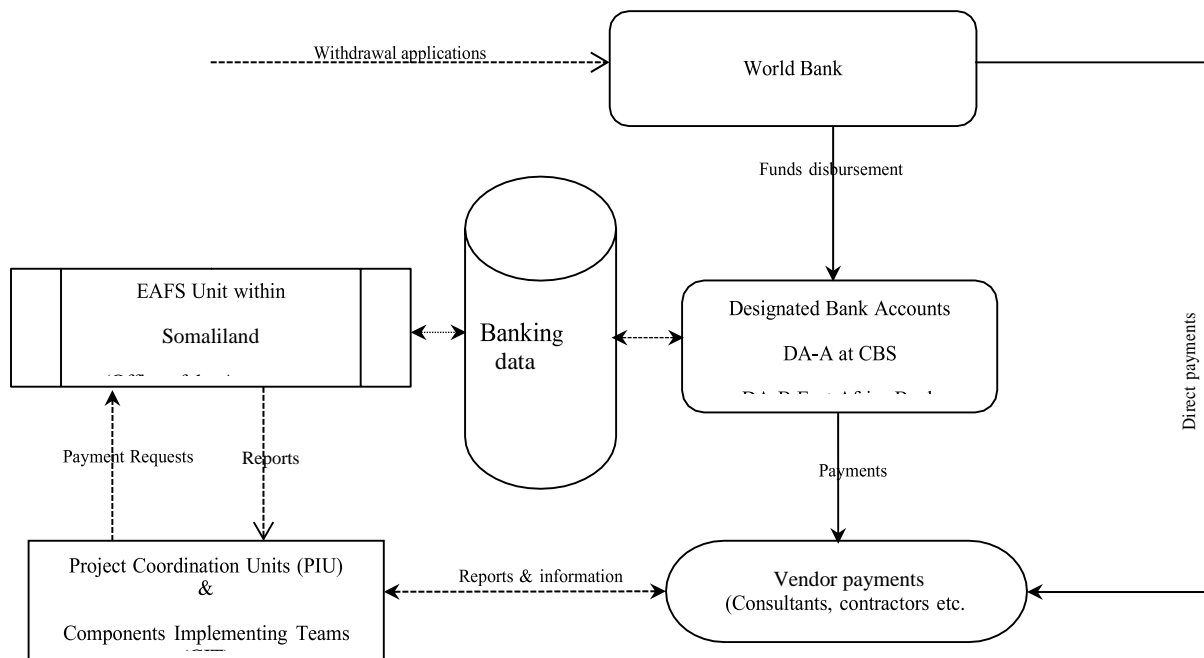 Withdrawal applications
World Bank
Funds disbursement
EAFS Unit within
Somaliland
Banking
data
Designated Bank Accounts
DA-A at CBS
Direct payments
Payment Requests
Reports
Payments
Project Coordination Units (PIU)
&
Components Implementing Teams
Reports & information
Vendor payments
(Consultants, contractors etc.